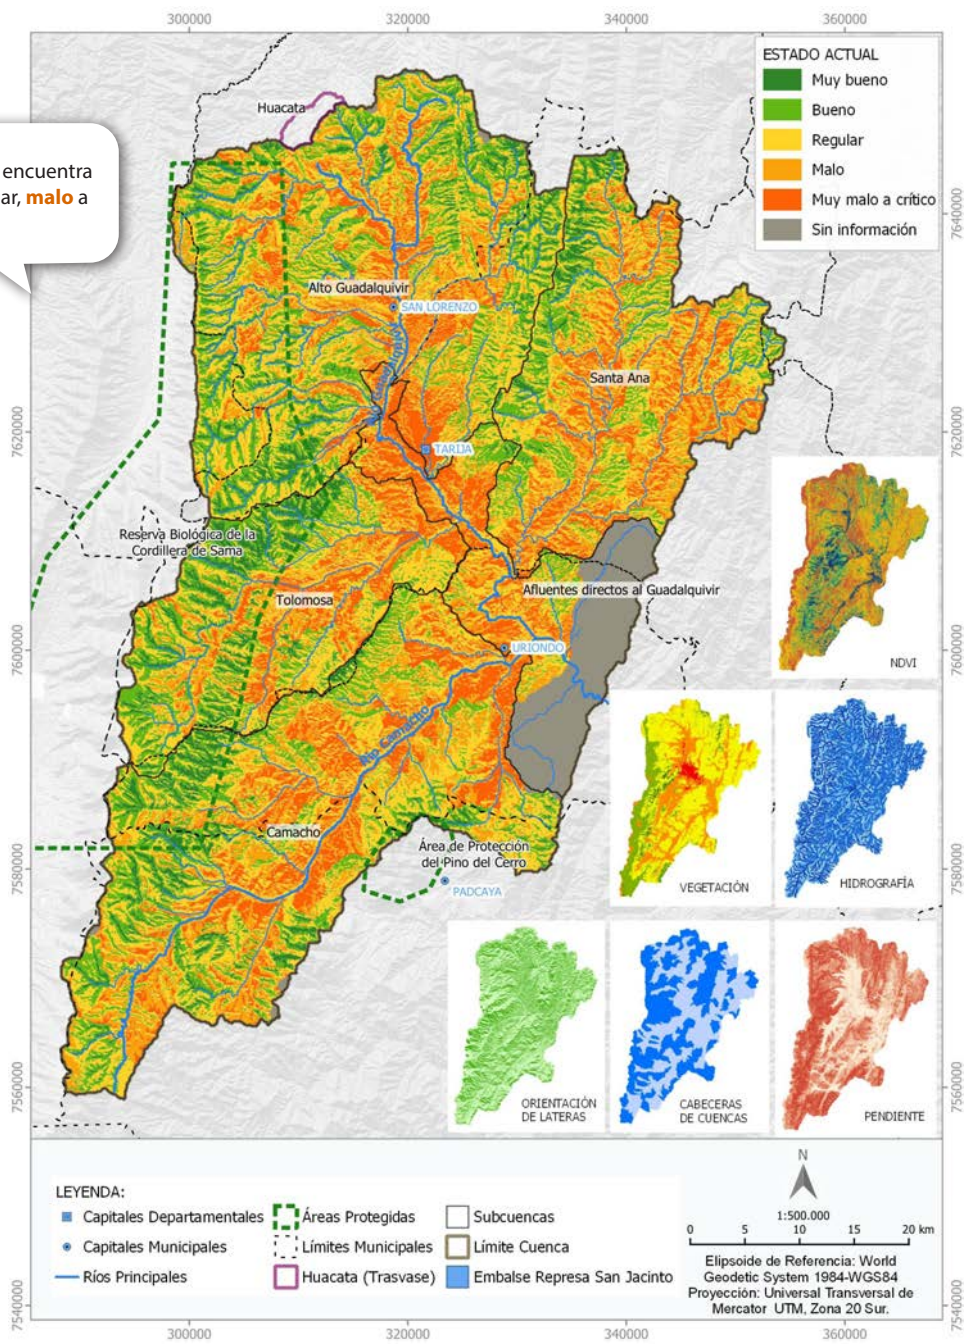 300000
320000
340000
360000
ESTADO ACTUAL
Muy bueno
Bueno
Regular
Malo
Muy malo a crítico
Sin información
encuentra
ar, malo a
Huacata
7640000
7640000
Alto Guadalquivir
SAN LORENZO
Santa Ana
7620000
7620000
TARIJA
Reserva Biológica de la
Cordillera de Sama
Tolomosa
Afluentes directos al Guadalquivir
7600000
7600000
URIONDO
NDVI
Río Camacho
Camacho
Área de Protección
del Pino del Cerro
PADCAYA
7580000
7580000
VEGETACIÓN
HIDROGRAFÍA
ORIENTACIÓN
DE LATERAS
CABECERAS
DE CUENCAS
PENDIENTE
7560000
7560000
LEYENDA:
Capitales Departamentales
Áreas Protegidas
Subcuencas
Capitales Municipales
Límites Municipales
Límite Cuenca
Ríos Principales
Huacata (Trasvase)
Embalse Represa San Jacinto
N
1:500.000
0 5 10 15 20 km
Elipsoide de Referencia: World
Geodetic System 1984-WGS84
Proyección: Universal Transversal de
Mercator UTM, Zona 20 Sur.
7540000
7540000
300000
320000
340000
360000